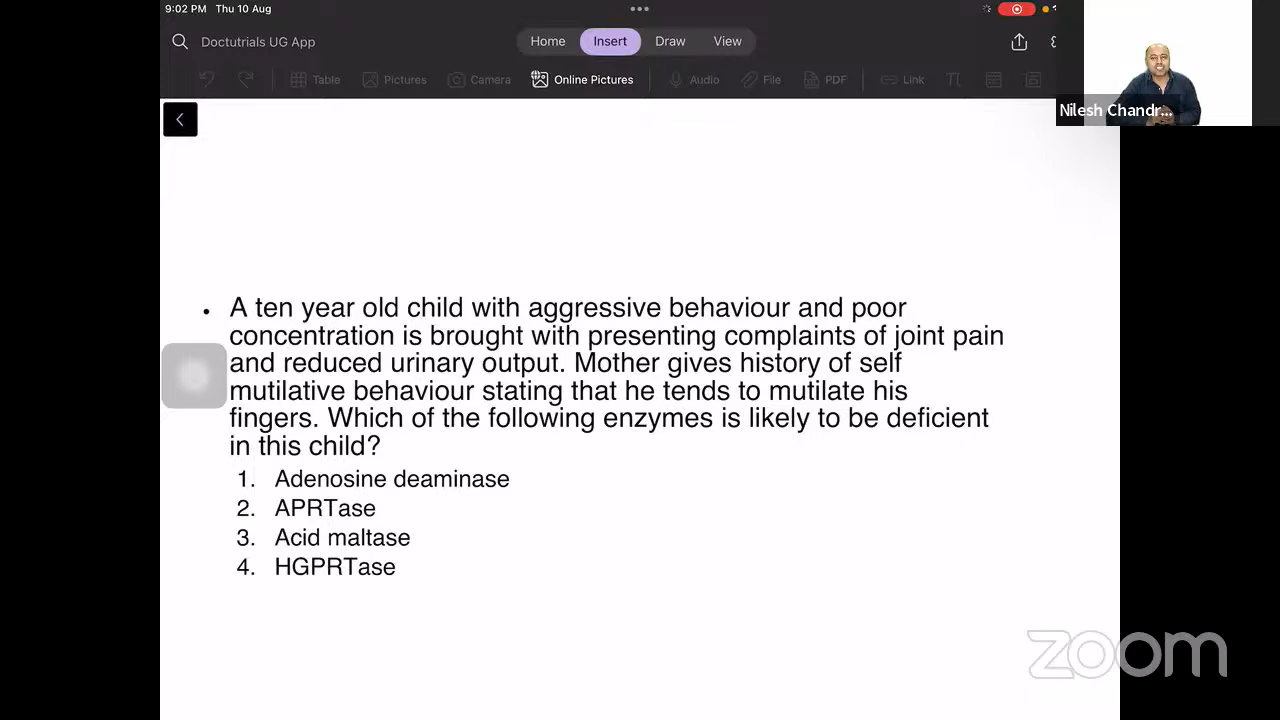 9:02 PM Thu 10 Aug
Doctutrials UG App
Home Insert Draw View
Table Pictures Camera Online Pictures Audio File PDF Link
Nilesh Chandr...
• A ten year old child with aggressive behaviour and poor
concentration is brought with presenting complaints of joint pain
and reduced urinary output. Mother gives history of self
mutilative behaviour stating that he tends to mutilate his
fingers. Which of the following enzymes is likely to be deficient
in this child?
1. Adenosine deaminase
2. APRTase
3. Acid maltase
4. HGPRTase
zoom